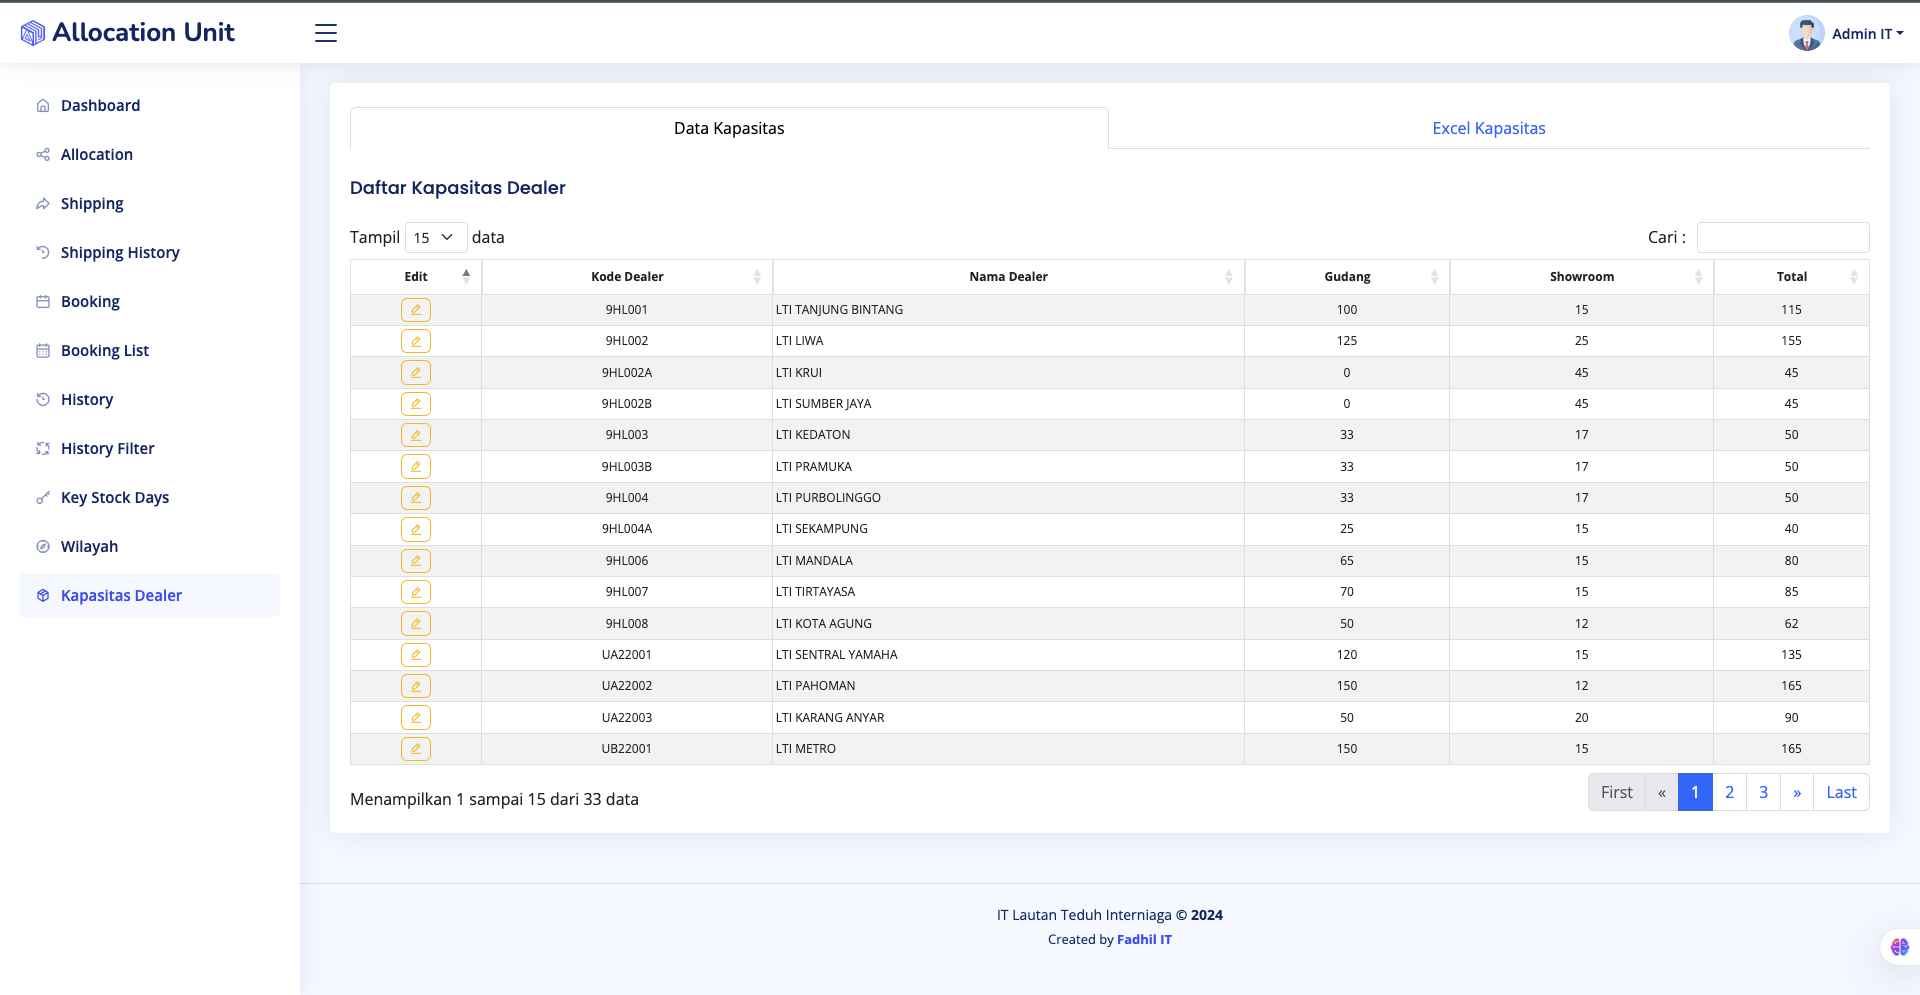 Allocation Unit
Admin IT
Dashboard
Allocation
Shipping
Shipping History
Booking
Booking List
History
History Filter
Key Stock Days
Wilayah
Kapasitas Dealer
Data Kapasitas
Excel Kapasitas
Daftar Kapasitas Dealer
Tampil 15 data
Cari :
Edit Kode Dealer Nama Dealer Gudang Showroom Total
9HL001 LTI TANJUNG BINTANG 100 15 115
9HL002 LTI LIWA 125 25 155
9HL002A LTI KRUI 0 45 45
9HL002B LTI SUMBER JAYA 0 45 45
9HL003 LTI KEDATON 33 17 50
9HL003B LTI PRAMUKA 33 17 50
9HL004 LTI PURBOLINGGO 33 17 50
9HL004A LTI SEKAMPUNG 25 15 40
9HL006 LTI MANDALA 65 15 80
9HL007 LTI TIRTAYASA 70 15 85
9HL008 LTI KOTA AGUNG 50 12 62
UA22001 LTI SENTRAL YAMAHA 120 15 135
UA22002 LTI PAHOMAN 150 12 165
UA22003 LTI KARANG ANYAR 50 20 90
UB22001 LTI METRO 150 15 165
Menampilkan 1 sampai 15 dari 33 data
First « 1 2 3 » Last
IT Lautan Teduh Interniaga © 2024
Created by Fadhil IT